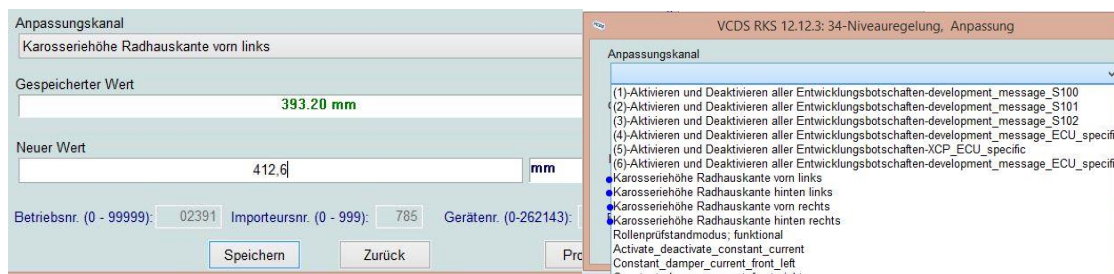 Anpassungskanal
Karosseriehöhe Radhauskante vorn links
Gespeicherter Wert
393.20 mm
Neuer Wert
412,6
mm
Betriebsnr. (0 - 99999): 02391 Importeursnr. (0 - 999): 785 Gerätenr. (0-262143):
Speichern Zurück Pro
VCDS RKS 12.12.3: 34-Niveauregelung, Anpassung
Anpassungskanal
(1)-Aktivieren und Deaktivieren aller Entwicklungsbotschaften-development_message_S100
(2)-Aktivieren und Deaktivieren aller Entwicklungsbotschaften-development_message_S101
(3)-Aktivieren und Deaktivieren aller Entwicklungsbotschaften-development_message_S102
(4)-Aktivieren und Deaktivieren aller Entwicklungsbotschaften-development_message_ECU_specifi
(5)-Aktivieren und Deaktivieren aller Entwicklungsbotschaften-XCP_ECU_specific
(6)-Aktivieren und Deaktivieren aller Entwicklungsbotschaften-development_message_ECU_specifi
Karosseriehöhe Radhauskante vorn links
Karosseriehöhe Radhauskante hinten links
Karosseriehöhe Radhauskante vorn rechts
Karosseriehöhe Radhauskante hinten rechts
Rollenprüfstandmodus; funktional
Activate_deactivate_constant_current
Constant_damper_current_front_left